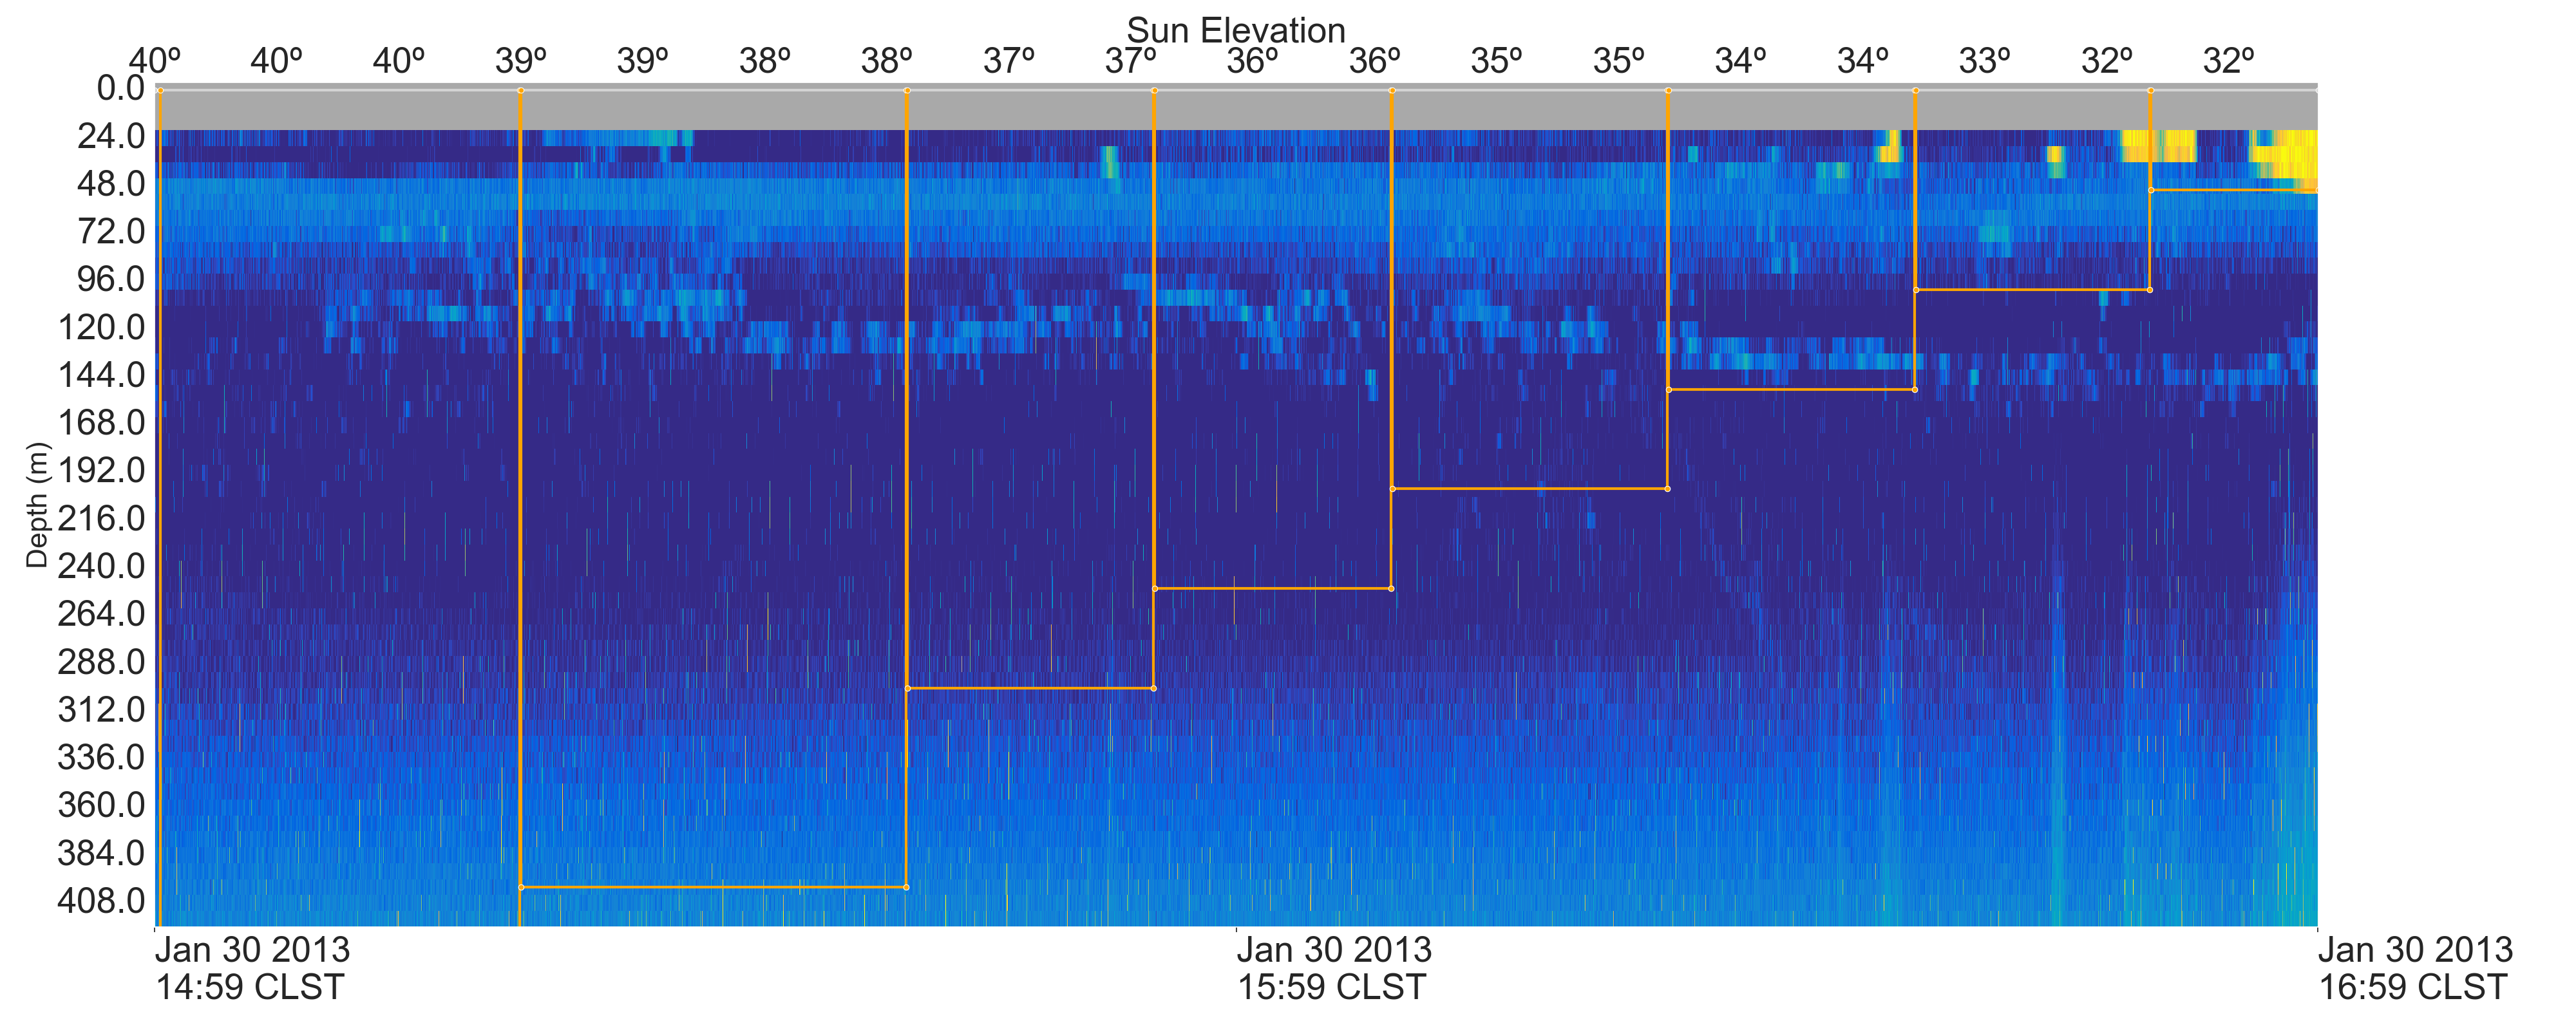 Sun Elevation
40º 40º 40º 39º 39º 38º 38º 37º 37º 36º 36º 35º 35º 34º 34º 33º 32º 32º
0.0
24.0
48.0
72.0
96.0
120.0
144.0
168.0
192.0
216.0
240.0
264.0
288.0
312.0
336.0
360.0
384.0
408.0
Depth (m)
Jan 30 2013
14:59 CLST
Jan 30 2013
15:59 CLST
Jan 30 2013
16:59 CLST